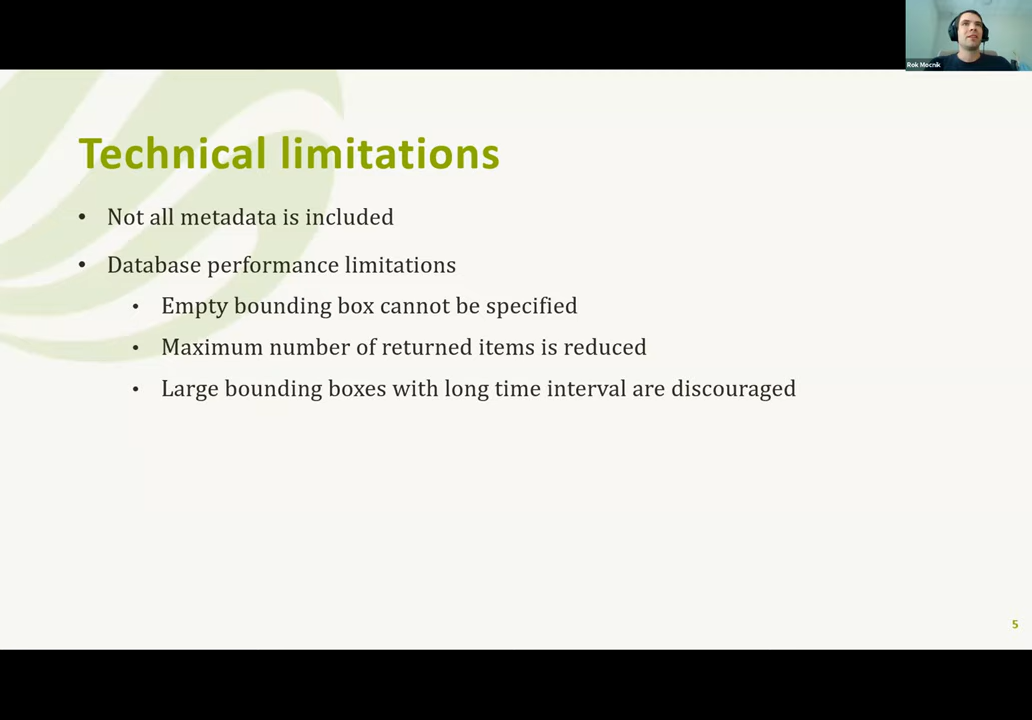 Rok Mocnik
Technical limitations
• Not all metadata is included
• Database performance limitations
• Empty bounding box cannot be specified
• Maximum number of returned items is reduced
• Large bounding boxes with long time interval are discouraged
5